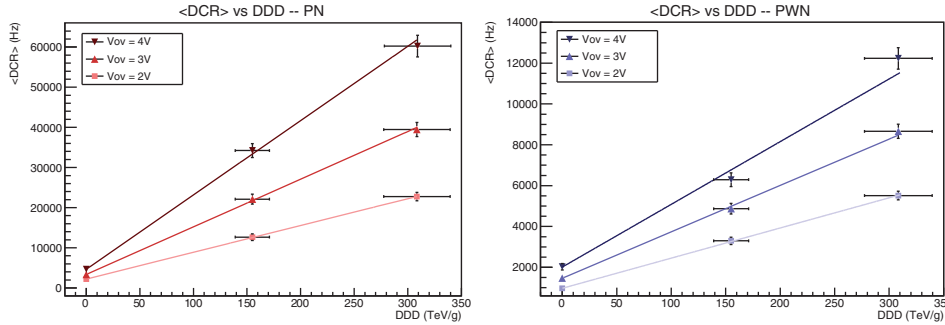 <DCR> vs DDD -- PN
<DCR> (Hz)
60000
50000
40000
30000
20000
10000
0
Vov = 4V
Vov = 3V
Vov = 2V
0 50 100 150 200 250 300 350
DDD (TeV/g)
<DCR> vs DDD -- PWN
<DCR> (Hz)
14000
12000
10000
8000
6000
4000
2000
Vov = 4V
Vov = 3V
Vov = 2V
0 50 100 150 200 250 300 35
DDD (TeV/g)